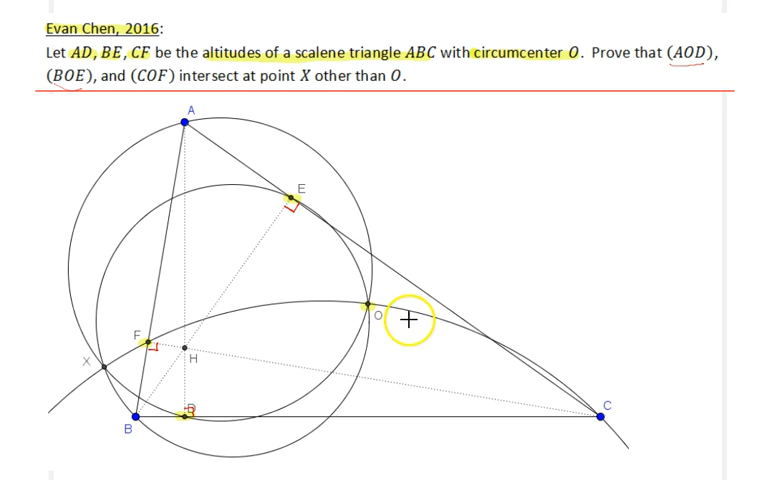 Evan Chen, 2016:
Let AD, BE, CF be the altitudes of a scalene triangle ABC with circumcenter O. Prove that (AOD),
(BOE), and (COF) intersect at point X other than O.
A
E
O
F
H
X
D
B
C